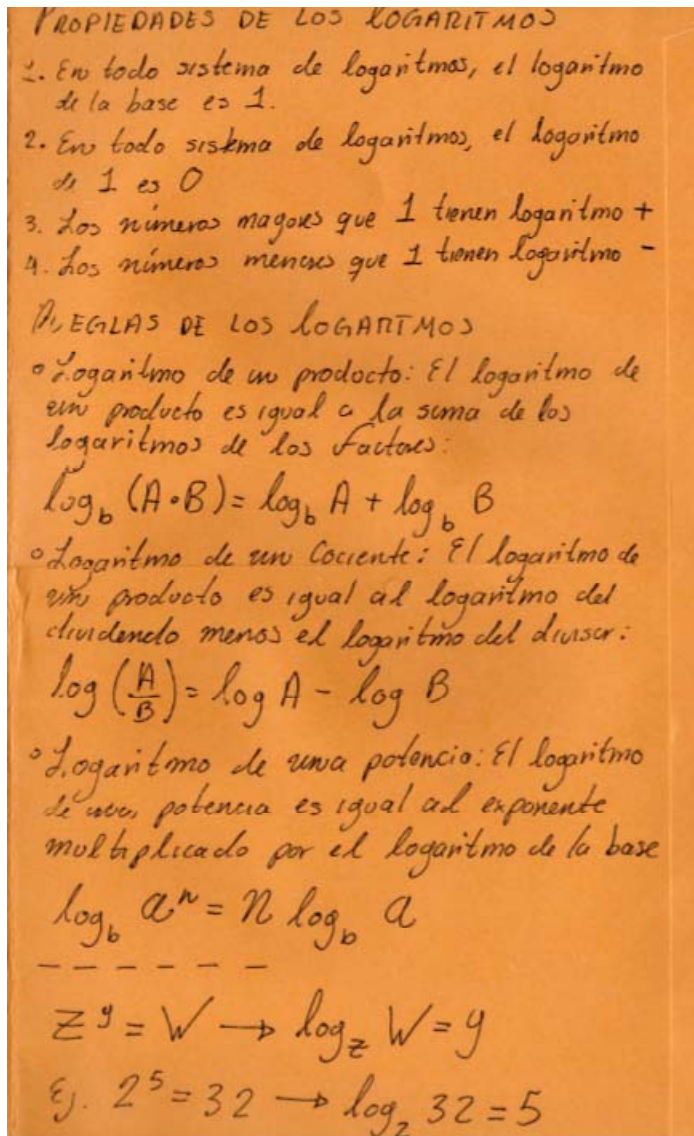 PROPIEDADES DE LOS LOGARITMOS
1. En todo sistema de logaritmos, el logaritmo
de la base es 1.
2. En todo sistema de logaritmos, el logaritmo
de 1 es 0
3. Los números mayores que 1 tienen logaritmo +
4. Los números menores que 1 tienen logaritmo -
REGLAS DE LOS LOGARTMOS
° Logaritmo de un producto: El logaritmo de
un producto es igual a la suma de los
logaritmos de los factores:
log_b (A·B) = log_b A + log_b B
° Logaritmo de un Cociente: El logaritmo de
un producto es igual al logaritmo del
dividendo menos el logaritmo del divisor:
log (A/B) = log A - log B
° Logaritmo de una potencia: El logaritmo
de una potencia es igual al exponente
multiplicado por el logaritmo de la base
log_b a^n = n log_b a
- - - - - -
z^y = W → log_z W = y
Ej. 2^5 = 32 → log_2 32 = 5